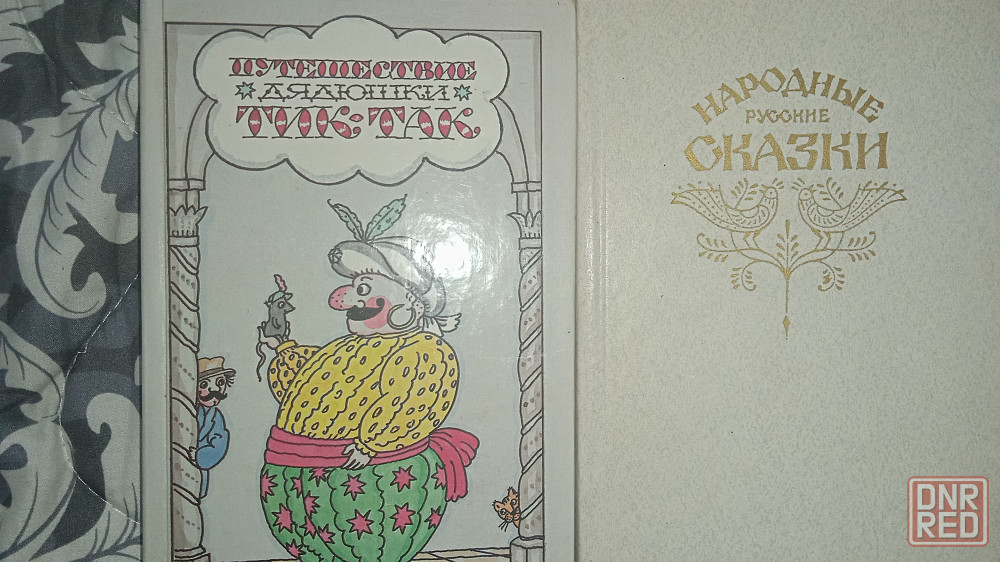 ПУТЕШЕСТВИЕ
ДЯДЮШКИ
ТИК-ТАК
НАРОДНЫЕ
РУССКИЕ
СКАЗКИ
DNR
RED